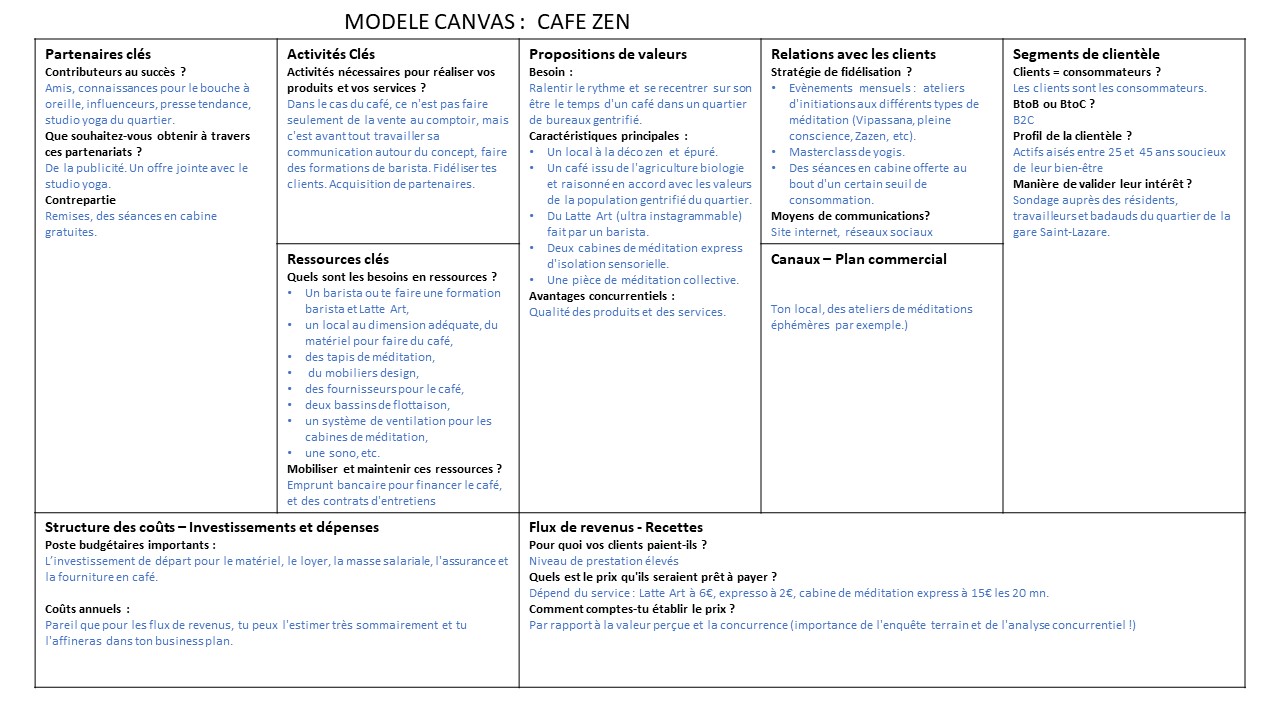 MODELE CANVAS : CAFE ZEN
Partenaires clés
Contributeurs au succès ?
Amis, connaissances pour le bouche à
oreille, influenceurs, presse tendance,
studio yoga du quartier.
Que souhaitez-vous obtenir à travers
ces partenariats ?
De la publicité. Un offre jointe avec le
studio yoga.
Contrepartie
Remises, des séances en cabine
gratuites.
Activités Clés
Activités nécessaires pour réaliser vos
produits et vos services ?
Dans le cas du café, ce n'est pas faire
seulement de la vente au comptoir, mais
c'est avant tout travailler sa
communication autour du concept, faire
des formations de barista. Fidéliser tes
clients. Acquisition de partenaires.
Ressources clés
Quels sont les besoins en ressources ?
• Un barista ou te faire une formation
barista et Latte Art,
• un local au dimension adéquate, du
matériel pour faire du café,
• des tapis de méditation,
• du mobiliers design,
• des fournisseurs pour le café,
• deux bassins de flottaison,
• un système de ventilation pour les
cabines de méditation,
• une sono, etc.
Mobiliser et maintenir ces ressources ?
Emprunt bancaire pour financer le café,
et des contrats d'entretiens
Propositions de valeurs
Besoin :
Ralentir le rythme et se recentrer sur son
être le temps d'un café dans un quartier
de bureaux gentrifié.
Caractéristiques principales :
• Un local à la déco zen et épuré.
• Un café issu de l'agriculture biologie
et raisonné en accord avec les valeurs
de la population gentrifié du quartier.
• Du Latte Art (ultra instagrammable)
fait par un barista.
• Deux cabines de méditation express
d'isolation sensorielle.
• Une pièce de méditation collective.
Avantages concurrentiels :
Qualité des produits et des services.
Relations avec les clients
Stratégie de fidélisation ?
• Evènements mensuels : ateliers
d'initiations aux différents types de
méditation (Vipassana, pleine
conscience, Zazen, etc).
• Masterclass de yogis.
• Des séances en cabine offerte au
bout d'un certain seuil de
consommation.
Moyens de communications?
Site internet, réseaux sociaux
Canaux – Plan commercial
Ton local, des ateliers de méditations
éphémères par exemple.)
Segments de clientèle
Clients = consommateurs ?
Les clients sont les consommateurs.
BtoB ou BtoC ?
B2C
Profil de la clientèle ?
Actifs aisés entre 25 et 45 ans soucieux
de leur bien-être
Manière de valider leur intérêt ?
Sondage auprès des résidents,
travailleurs et badauds du quartier de la
gare Saint-Lazare.
Structure des coûts – Investissements et dépenses
Poste budgétaires importants :
L'investissement de départ pour le matériel, le loyer, la masse salariale, l'assurance et
la fourniture en café.
Coûts annuels :
Pareil que pour les flux de revenus, tu peux l'estimer très sommairement et tu
l'affineras dans ton business plan.
Flux de revenus - Recettes
Pour quoi vos clients paient-ils ?
Niveau de prestation élevés
Quels est le prix qu'ils seraient prêt à payer ?
Dépend du service : Latte Art à 6€, expresso à 2€, cabine de méditation express à 15€ les 20 mn.
Comment comptes-tu établir le prix ?
Par rapport à la valeur perçue et la concurrence (importance de l'enquête terrain et de l'analyse concurrentiel !)